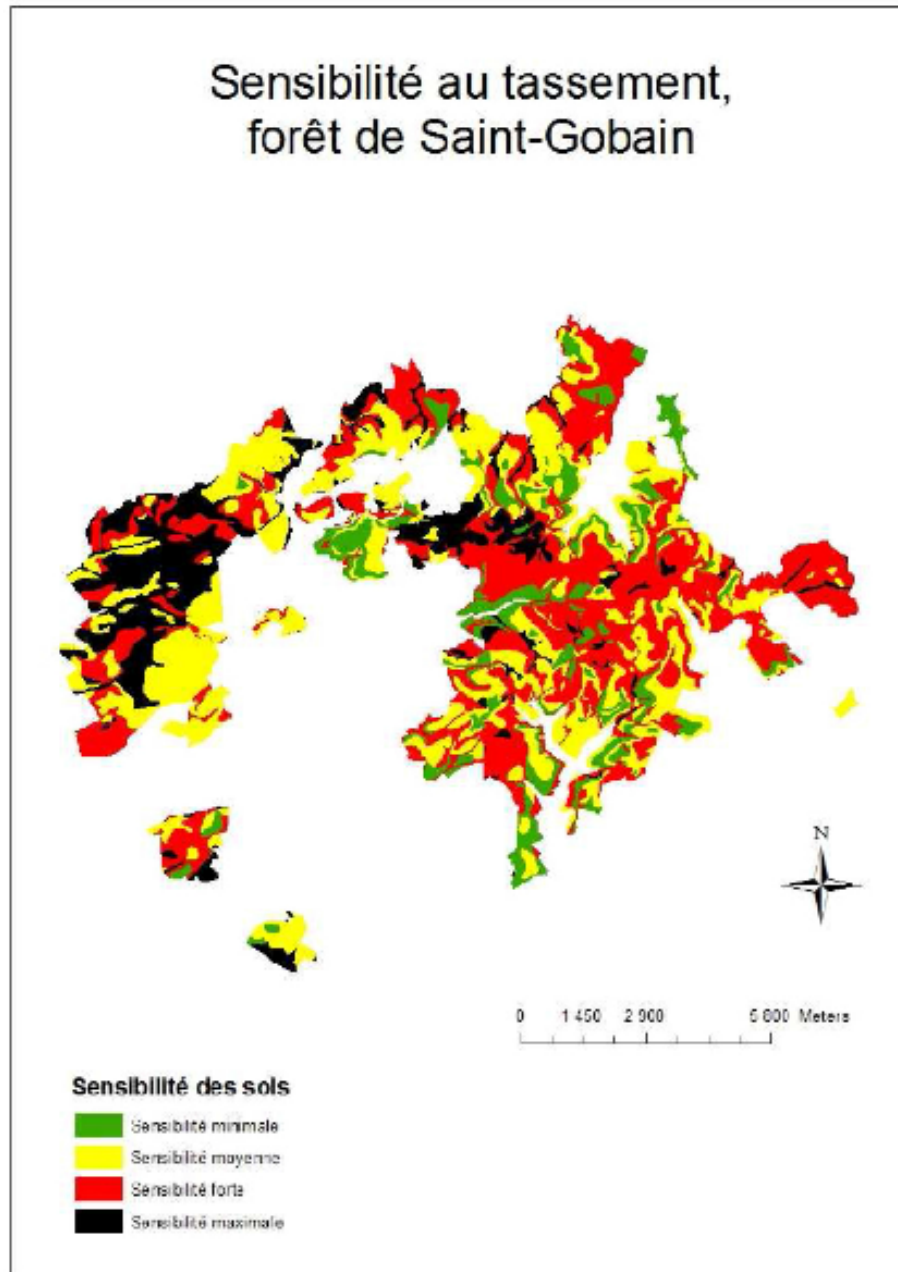 Sensibilité au tassement,
forêt de Saint-Gobain
N
0 1 450 2 900 5 800 Meters
Sensibilité des sols
Sensibilité minimale
Sensibilité moyenne
Sensibilité forte
Sensibilité maximale